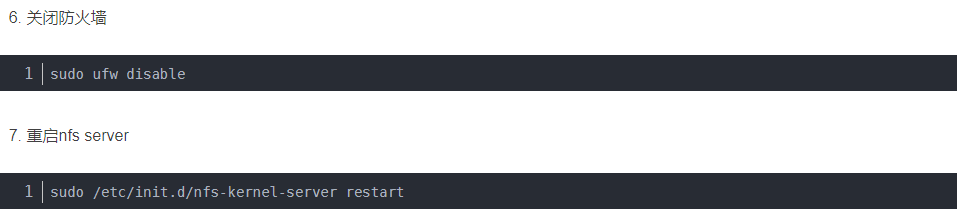 6. 关闭防火墙
1 sudo ufw disable
7. 重启nfs server
1 sudo /etc/init.d/nfs-kernel-server restart